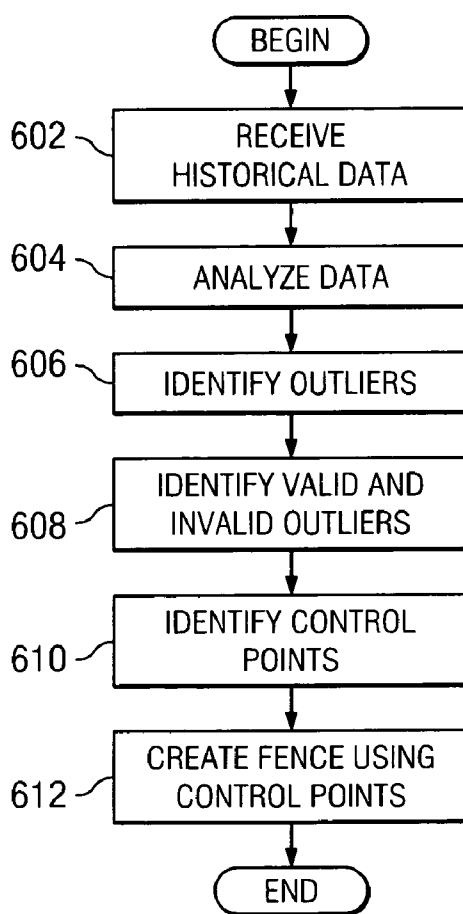 BEGIN
602
RECEIVE
HISTORICAL DATA
604
ANALYZE DATA
606
IDENTIFY OUTLIERS
608
IDENTIFY VALID AND
INVALID OUTLIERS
610
IDENTIFY CONTROL
POINTS
612
CREATE FENCE USING
CONTROL POINTS
END